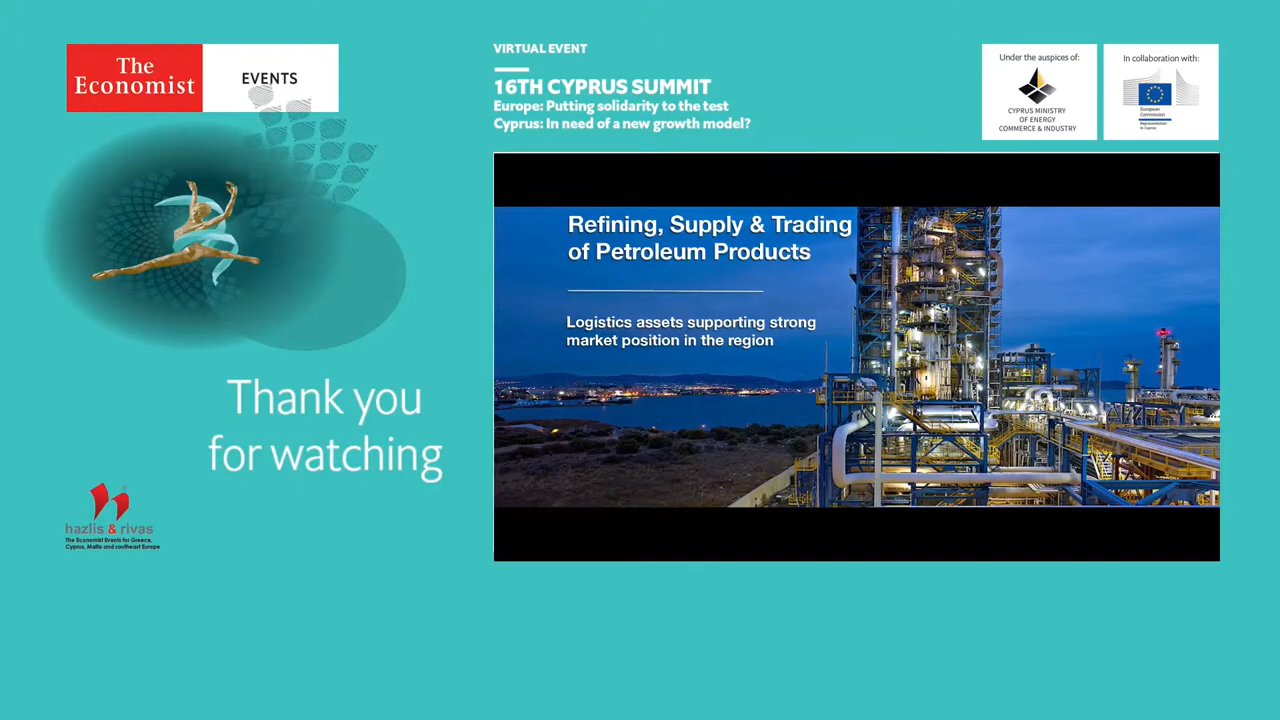 The
Economist
EVENTS
VIRTUAL EVENT
16TH CYPRUS SUMMIT
Europe: Putting solidarity to the test
Cyprus: In need of a new growth model?
Under the auspices of:
CYPRUS MINISTRY
OF ENERGY
COMMERCE & INDUSTRY
In collaboration with:
European
Commission
Representation
in Cyprus
Refining, Supply & Trading
of Petroleum Products
Logistics assets supporting strong
market position in the region
Thank you
for watching
hazlis & rivas
The Economist Events for Greece,
Cyprus, Malta and southeast Europe